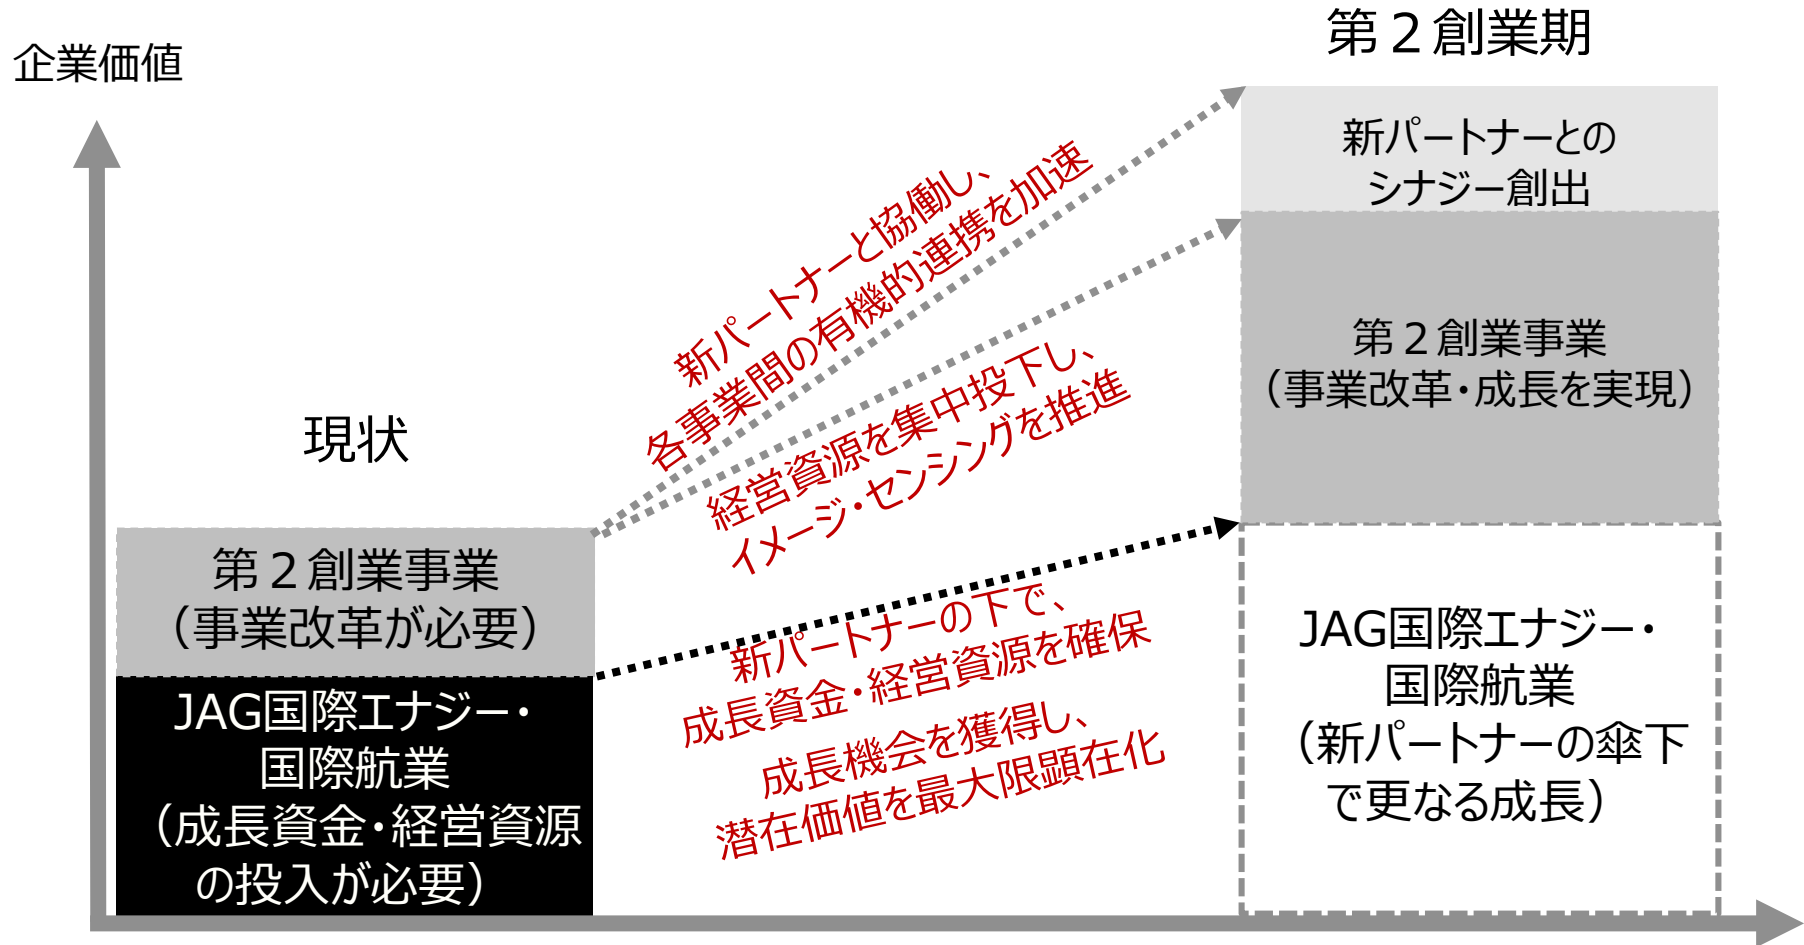 企業価値
現状
第２創業事業
（事業改革が必要）
JAG国際エナジー・
国際航業
（成長資金・経営資源
の投入が必要）
新パートナーと協働し、
各事業間の有機的連携を加速
経営資源を集中投下し、
イメージ・センシングを推進
新パートナーの下で、
成長資金・経営資源を確保
成長機会を獲得し、
潜在価値を最大限顕在化
第２創業期
新パートナーとの
シナジー創出
第２創業事業
（事業改革・成長を実現）
JAG国際エナジー・
国際航業
（新パートナーの傘下
で更なる成長）